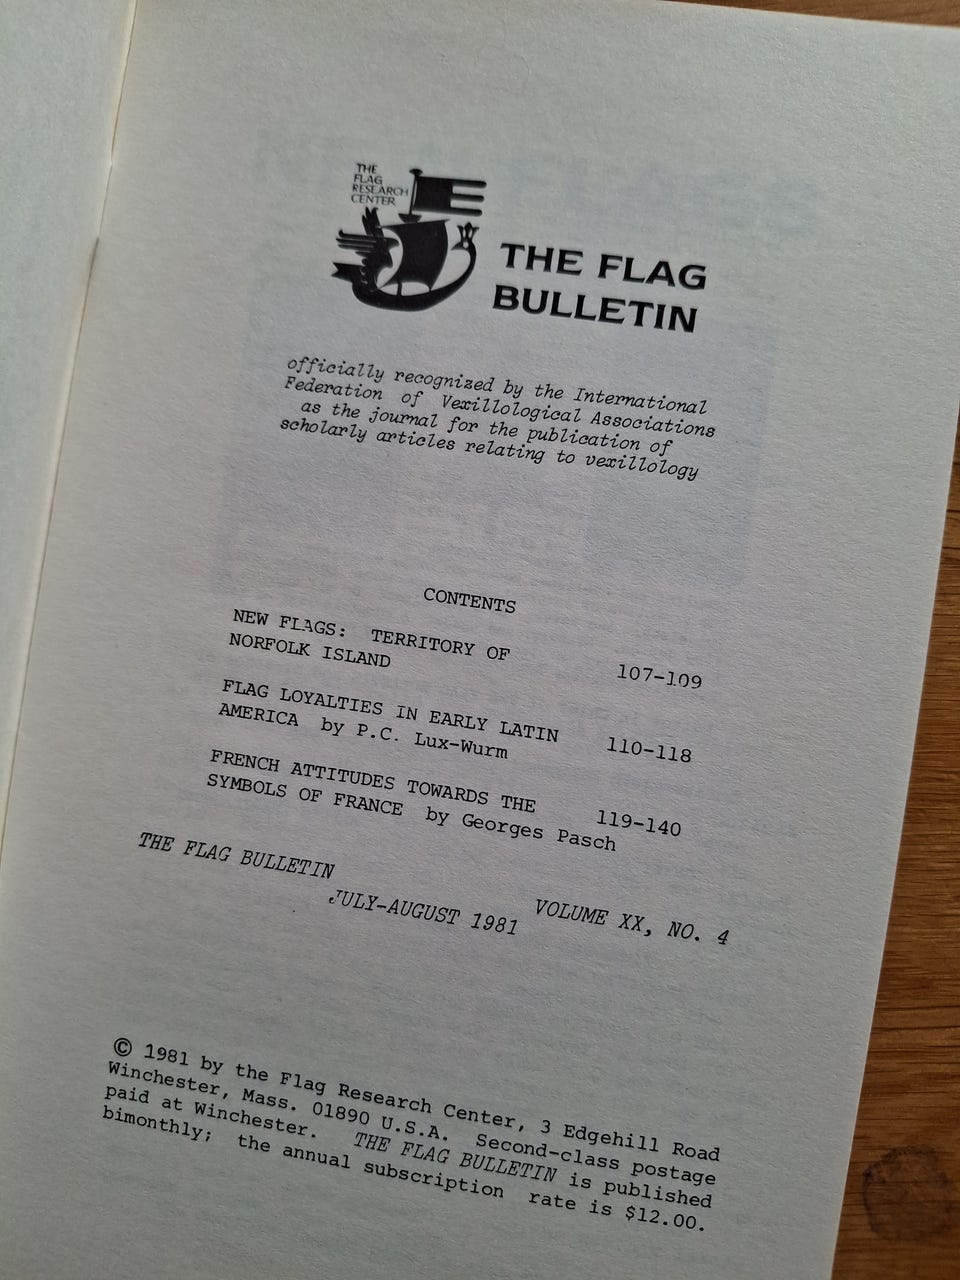 THE
FLAG
RESEARCH
CENTER
THE FLAG
BULLETIN
officially recognized by the International
Federation of Vexillological Associations
as the journal for the publication of
scholarly articles relating to vexillology
CONTENTS
NEW FLAGS: TERRITORY OF
NORFOLK ISLAND 107-109
FLAG LOYALTIES IN EARLY LATIN
AMERICA by P.C. Lux-Wurm 110-118
FRENCH ATTITUDES TOWARDS THE
SYMBOLS OF FRANCE by Georges Pasch 119-140
THE FLAG BULLETIN VOLUME XX, NO. 4
JULY-AUGUST 1981
© 1981 by the Flag Research Center, 3 Edgehill Road
Winchester, Mass. 01890 U.S.A. Second-class postage
paid at Winchester. THE FLAG BULLETIN is published
bimonthly; the annual subscription rate is $12.00.